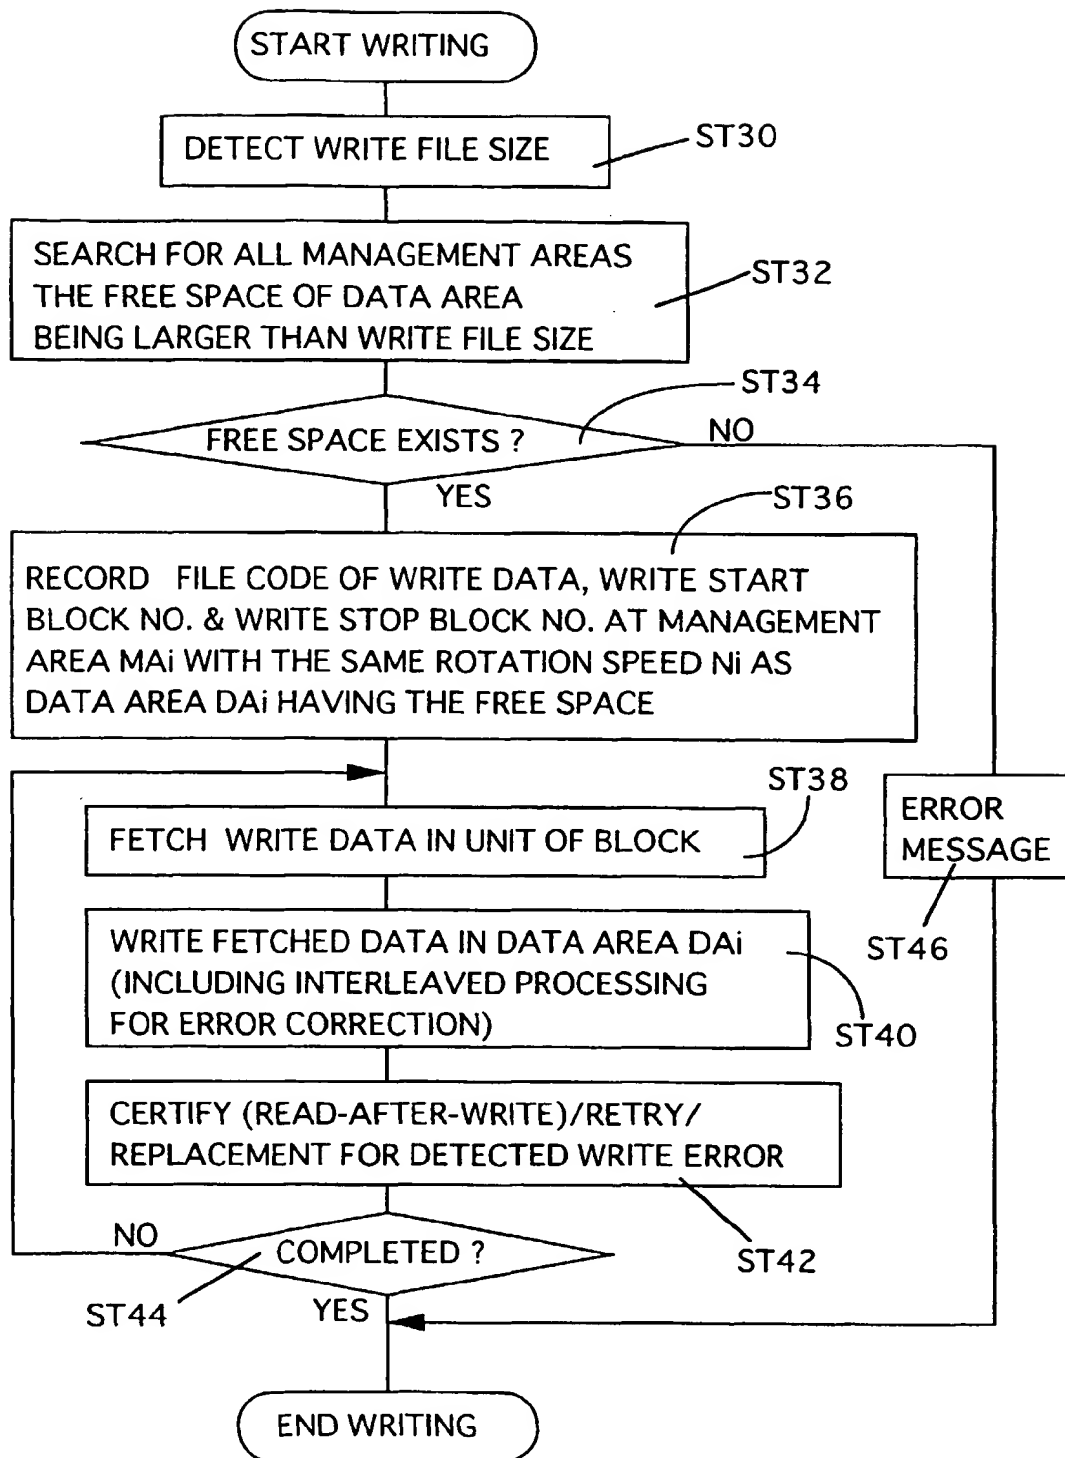 START WRITING
DETECT WRITE FILE SIZE
ST30
SEARCH FOR ALL MANAGEMENT AREAS
THE FREE SPACE OF DATA AREA
BEING LARGER THAN WRITE FILE SIZE
ST32
ST34
FREE SPACE EXISTS ?
NO
YES
ST36
RECORD FILE CODE OF WRITE DATA, WRITE START
BLOCK NO. & WRITE STOP BLOCK NO. AT MANAGEMENT
AREA MAi WITH THE SAME ROTATION SPEED Ni AS
DATA AREA DAi HAVING THE FREE SPACE
ST38
FETCH WRITE DATA IN UNIT OF BLOCK
ERROR
MESSAGE
ST46
WRITE FETCHED DATA IN DATA AREA DAi
(INCLUDING INTERLEAVED PROCESSING
FOR ERROR CORRECTION)
ST40
CERTIFY (READ-AFTER-WRITE)/RETRY/
REPLACEMENT FOR DETECTED WRITE ERROR
ST42
NO
COMPLETED ?
ST44
YES
END WRITING